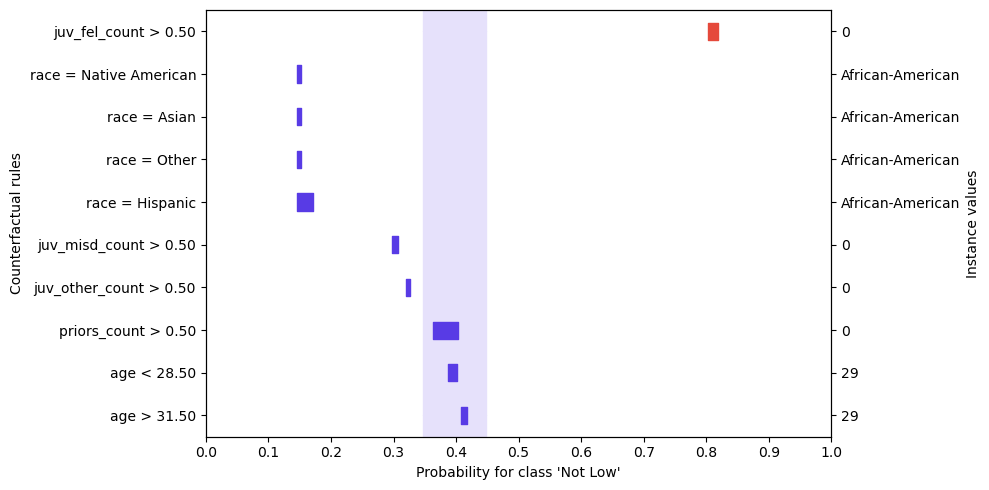 juv_fel_count > 0.50 0
race = Native American African-American
race = Asian African-American
race = Other African-American
race = Hispanic African-American
juv_misd_count > 0.50 0
juv_other_count > 0.50 0
priors_count > 0.50 0
age < 28.50 29
age > 31.50 29
Counterfactual rules
Instance values
0.0 0.1 0.2 0.3 0.4 0.5 0.6 0.7 0.8 0.9 1.0
Probability for class 'Not Low'